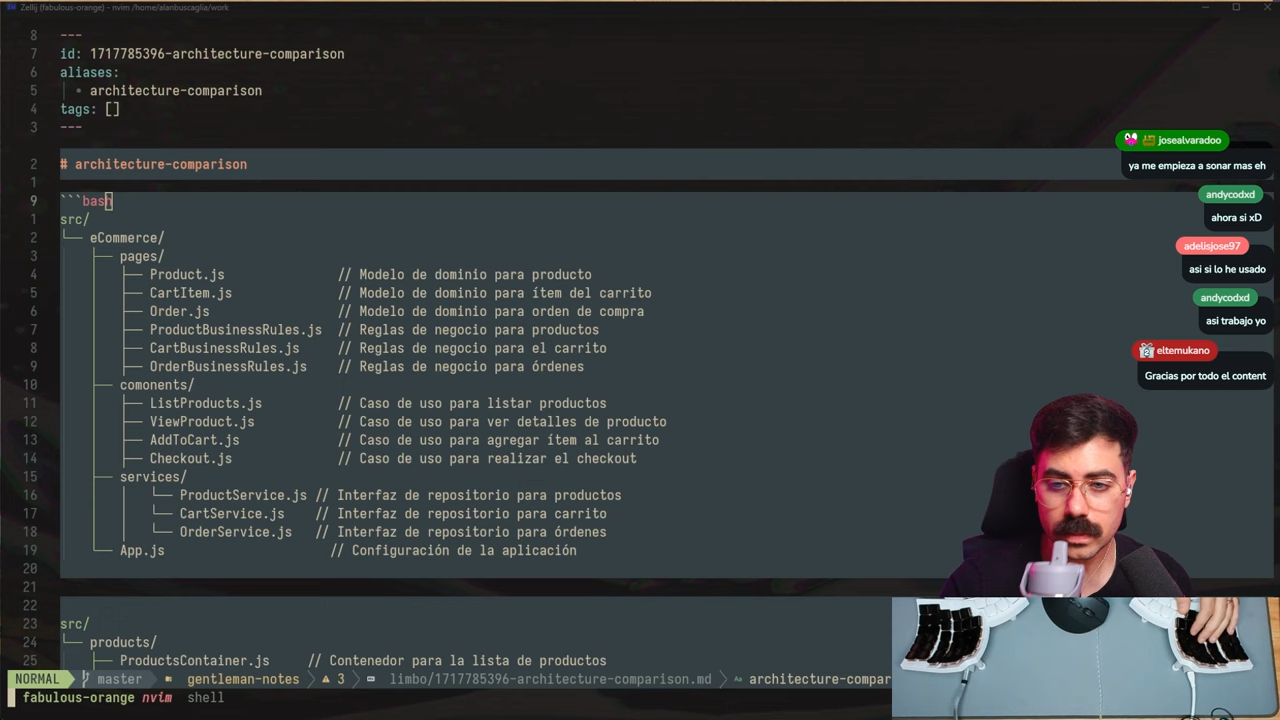 Zellij (fabulous-orange) - nvim /home/alanbuscaglia/work
8 ---
7 id: 1717785396-architecture-comparison
6 aliases:
5 • architecture-comparison
4 tags: []
3 ---
2 # architecture-comparison
1
9 ```bash
1 src/
2 └── eCommerce/
3 ├── pages/
4 │   ├── Product.js // Modelo de dominio para producto
5 │   ├── CartItem.js // Modelo de dominio para ítem del carrito
6 │   ├── Order.js // Modelo de dominio para orden de compra
7 │   ├── ProductBusinessRules.js // Reglas de negocio para productos
8 │   ├── CartBusinessRules.js // Reglas de negocio para el carrito
9 │   ├── OrderBusinessRules.js // Reglas de negocio para órdenes
10 ├── comonents/
11 │   ├── ListProducts.js // Caso de uso para listar productos
12 │   ├── ViewProduct.js // Caso de uso para ver detalles de producto
13 │   ├── AddToCart.js // Caso de uso para agregar ítem al carrito
14 │   ├── Checkout.js // Caso de uso para realizar el checkout
15 ├── services/
16 │   │   └── ProductService.js // Interfaz de repositorio para productos
17 │   │   └── CartService.js // Interfaz de repositorio para carrito
18 │   │   └── OrderService.js // Interfaz de repositorio para órdenes
19 └── App.js // Configuración de la aplicación
20
21
22
23 src/
24 └── products/
25 ├── ProductsContainer.js // Contenedor para la lista de productos
NORMAL master gentleman-notes 3 limbo/1717785396-architecture-comparison.md architecture-compar
fabulous-orange nvim shell
josealvaradoo
ya me empieza a sonar mas eh
andycodxd
ahora si xD
adelisjose97
asi si lo he usado
andycodxd
asi trabajo yo
eltemukano
Gracias por todo el content